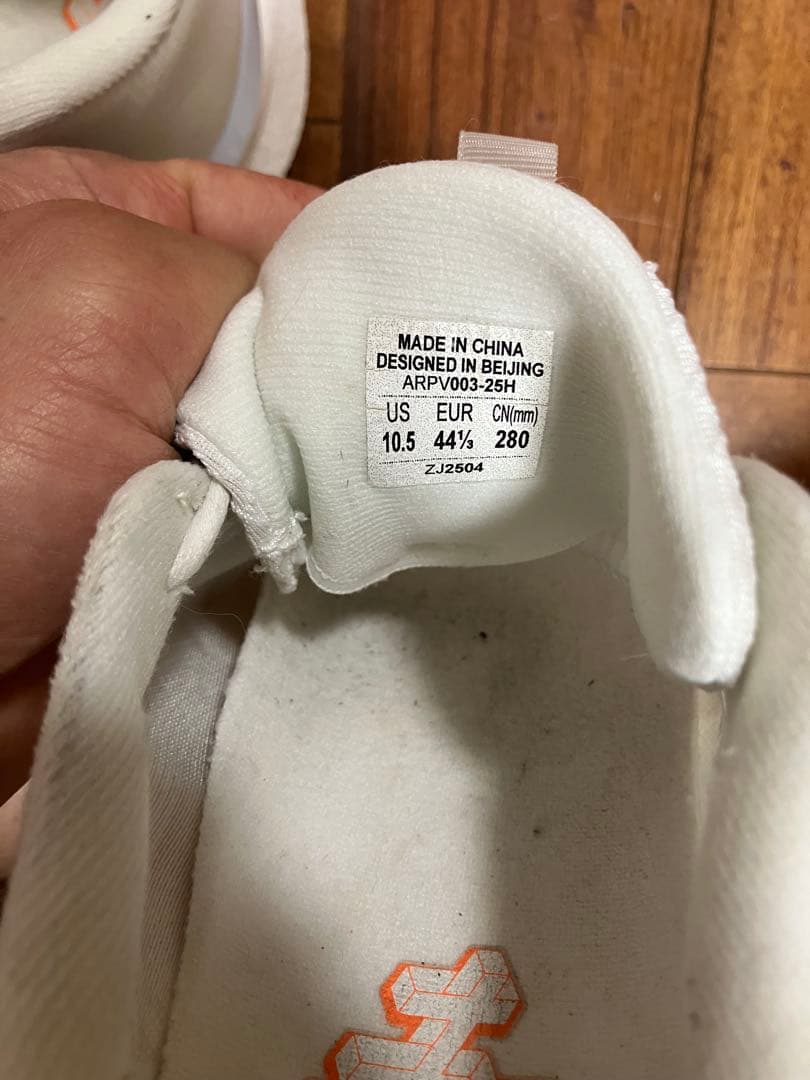 MADE IN CHINA
DESIGNED IN BEIJING
ARPV003-25H
US EUR CN(mm)
10.5 44⅓ 280
ZJ2504